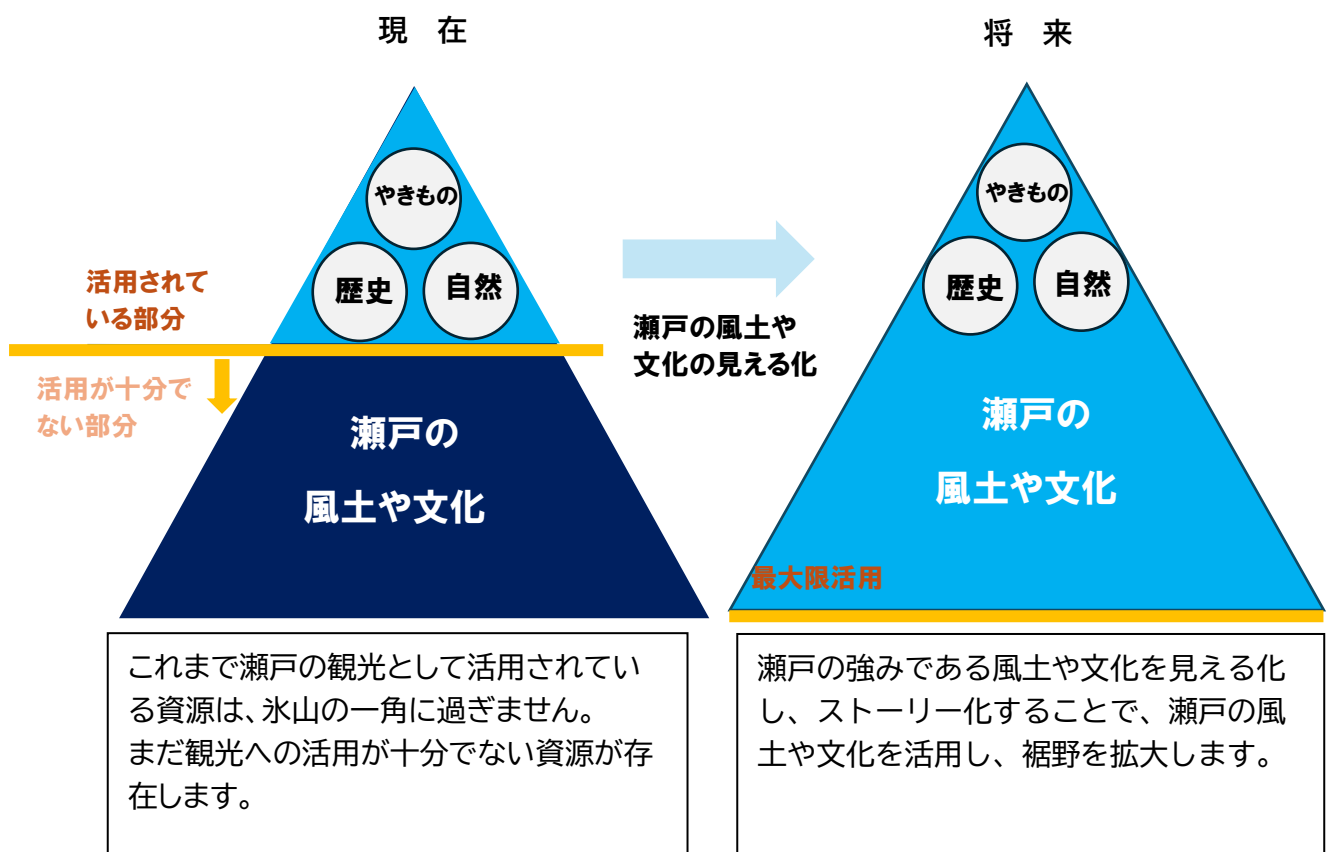 現 在
やきもの
歴史
自然
活用されて
いる部分
活用が十分で
ない部分
瀬戸の
風土や文化
これまで瀬戸の観光として活用されてい
る資源は、氷山の一角に過ぎません。
まだ観光への活用が十分でない資源が存
在します。
瀬戸の風土や
文化の見える化
将 来
やきもの
歴史
自然
瀬戸の
風土や文化
最大限活用
瀬戸の強みである風土や文化を見える化
し、ストーリー化することで、瀬戸の風
土や文化を活用し、裾野を拡大します。